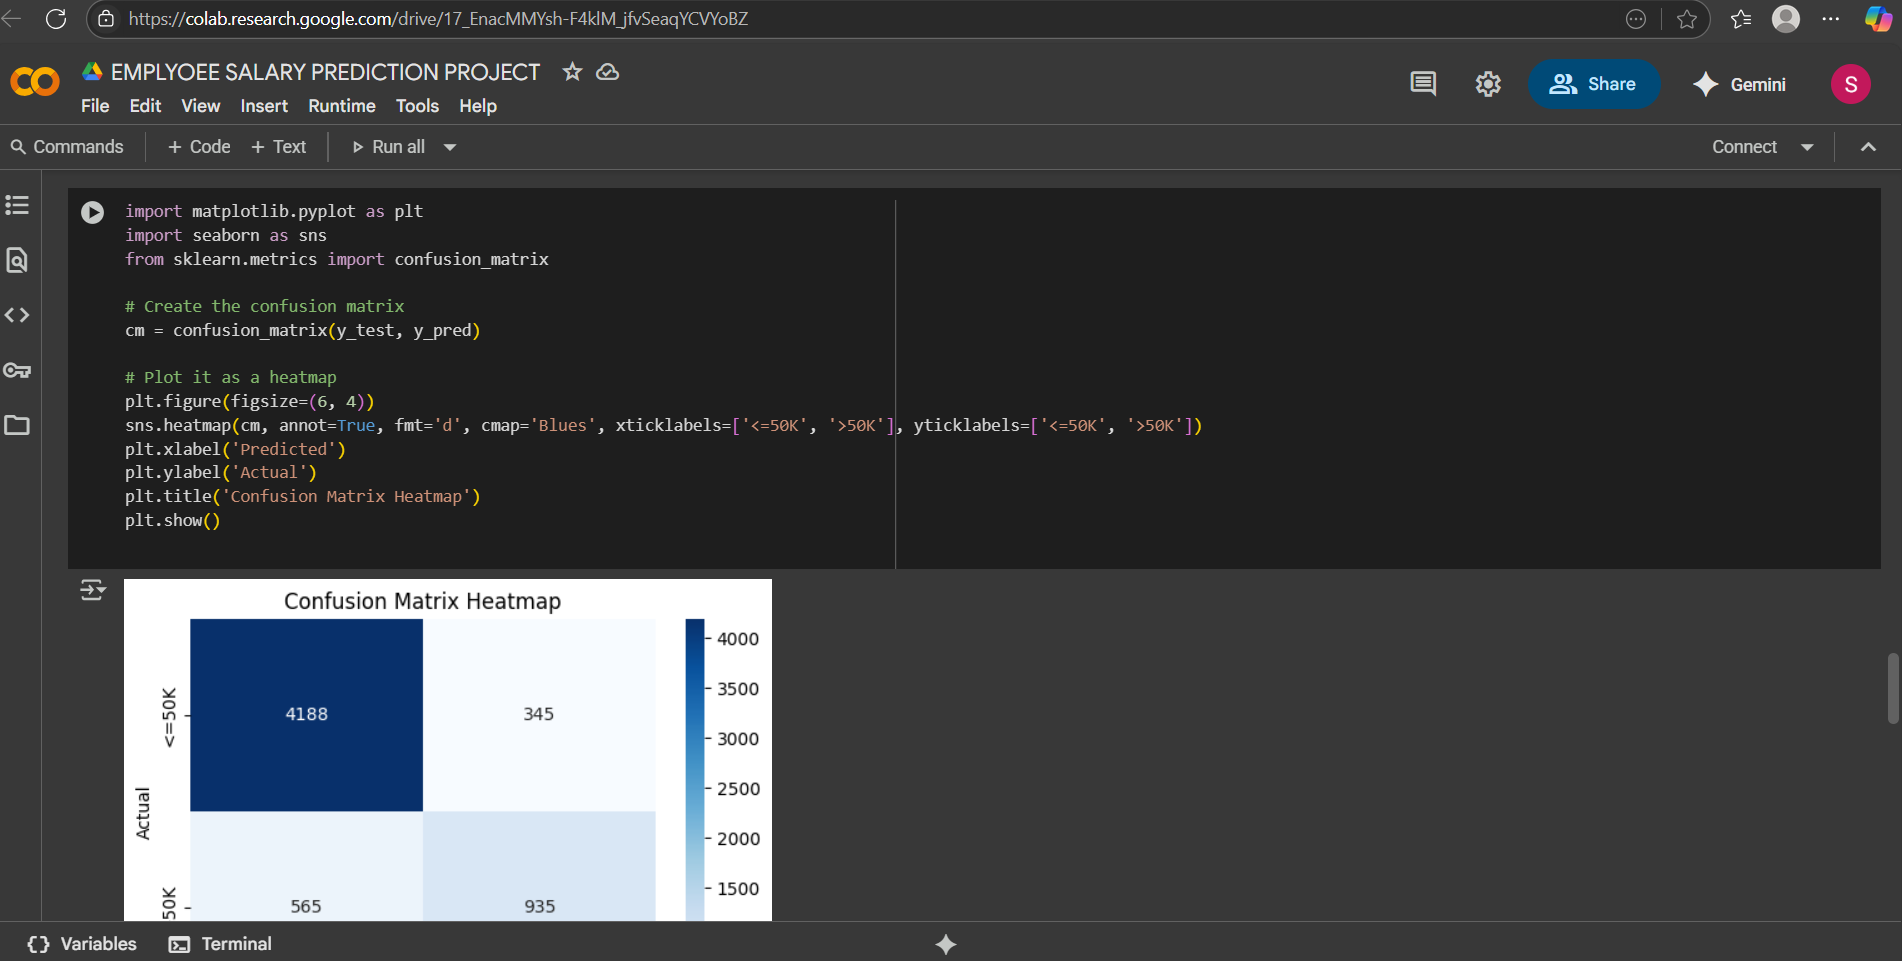 https://colab.research.google.com/drive/17_EnacMMYsh-F4klM_jfvSeaqYCVYoBZ
EMPLYOEE SALARY PREDICTION PROJECT
File Edit View Insert Runtime Tools Help
Share
Gemini
S
Commands
+ Code + Text
Run all
Connect
import matplotlib.pyplot as plt
import seaborn as sns
from sklearn.metrics import confusion_matrix
# Create the confusion matrix
cm = confusion_matrix(y_test, y_pred)
# Plot it as a heatmap
plt.figure(figsize=(6, 4))
sns.heatmap(cm, annot=True, fmt='d', cmap='Blues', xticklabels=['<=50K', '>50K'], yticklabels=['<=50K', '>50K'])
plt.xlabel('Predicted')
plt.ylabel('Actual')
plt.title('Confusion Matrix Heatmap')
plt.show()
Confusion Matrix Heatmap
4000
3500
3000
2500
2000
1500
<=50K
4188
345
Actual
50K
565
935
Variables
Terminal